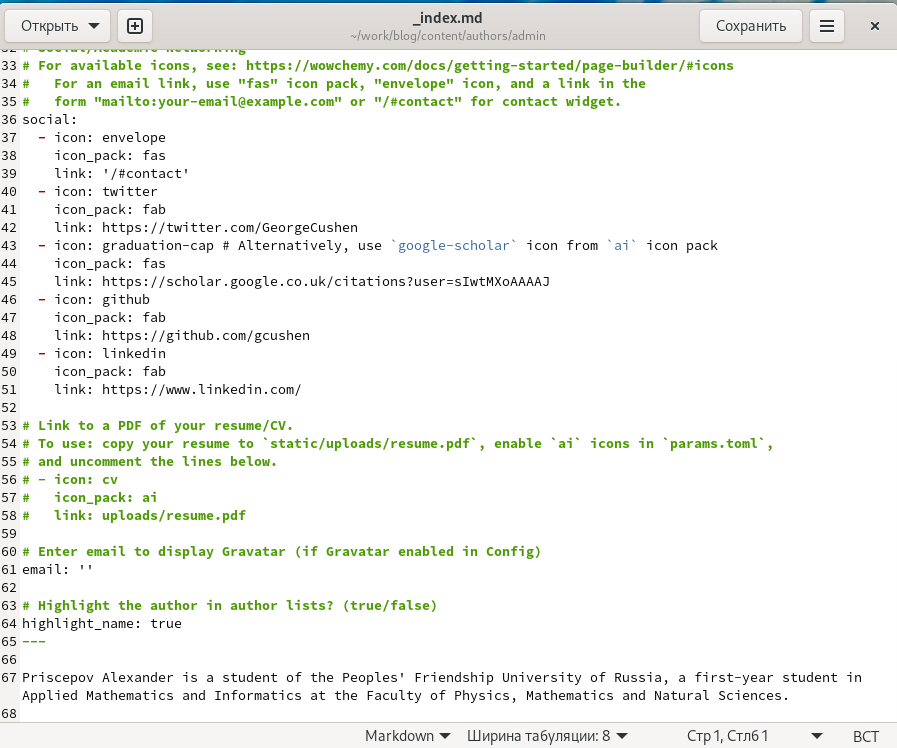 Открыть
_index.md
~/work/blog/content/authors/admin
Сохранить
32 # Social/Academic Networking
33 # For available icons, see: https://wowchemy.com/docs/getting-started/page-builder/#icons
34 #   For an email link, use "fas" icon pack, "envelope" icon, and a link in the
35 #   form "mailto:your-email@example.com" or "/#contact" for contact widget.
36 social:
37   - icon: envelope
38     icon_pack: fas
39     link: '/#contact'
40   - icon: twitter
41     icon_pack: fab
42     link: https://twitter.com/GeorgeCushen
43   - icon: graduation-cap # Alternatively, use `google-scholar` icon from `ai` icon pack
44     icon_pack: fas
45     link: https://scholar.google.co.uk/citations?user=sIwtMXoAAAAJ
46   - icon: github
47     icon_pack: fab
48     link: https://github.com/gcushen
49   - icon: linkedin
50     icon_pack: fab
51     link: https://www.linkedin.com/
52
53 # Link to a PDF of your resume/CV.
54 # To use: copy your resume to `static/uploads/resume.pdf`, enable `ai` icons in `params.toml`,
55 # and uncomment the lines below.
56 # - icon: cv
57 #   icon_pack: ai
58 #   link: uploads/resume.pdf
59
60 # Enter email to display Gravatar (if Gravatar enabled in Config)
61 email: ''
62
63 # Highlight the author in author lists? (true/false)
64 highlight_name: true
65 ---
66
67 Priscepov Alexander is a student of the Peoples' Friendship University of Russia, a first-year student in
Applied Mathematics and Informatics at the Faculty of Physics, Mathematics and Natural Sciences.
68
Markdown
Ширина табуляции: 8
Стр 1, Стлб 1
ВСТ